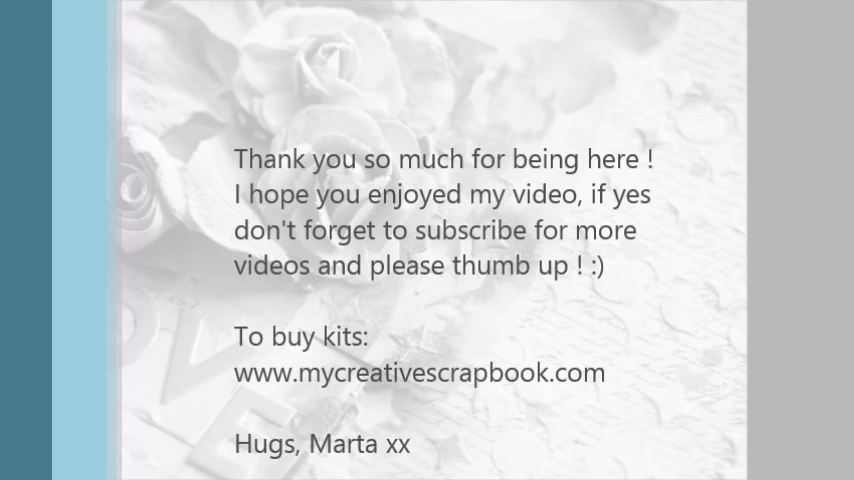 Thank you so much for being here !
I hope you enjoyed my video, if yes
don't forget to subscribe for more
videos and please thumb up ! :)
To buy kits:
www.mycreativescrapbook.com
Hugs, Marta xx